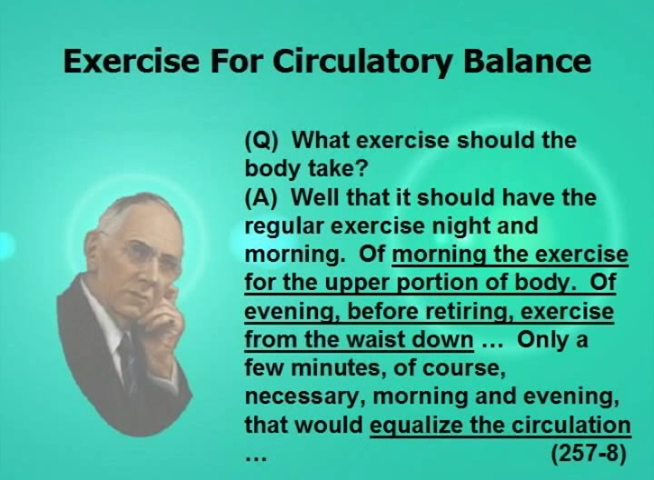 Exercise For Circulatory Balance
(Q)  What exercise should the
body take?
(A)  Well that it should have the
regular exercise night and
morning.  Of morning the exercise
for the upper portion of body.  Of
evening, before retiring, exercise
from the waist down ...  Only a
few minutes, of course,
necessary, morning and evening,
that would equalize the circulation
... (257-8)